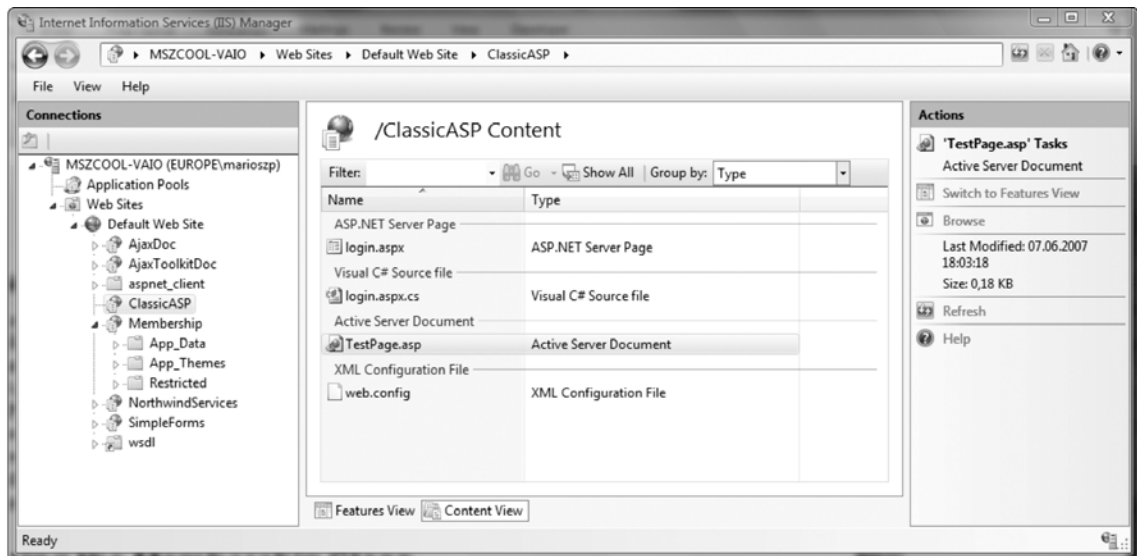 Internet Information Services (IIS) Manager
MSZCOOL-VAIO Web Sites Default Web Site ClassicASP
File View Help
Connections
MSZCOOL-VAIO (EUROPE\marioszp)
Application Pools
Web Sites
Default Web Site
AjaxDoc
AjaxToolkitDoc
aspnet_client
ClassicASP
Membership
App_Data
App_Themes
Restricted
NorthwindServices
SimpleForms
wsdl
/ClassicASP Content
Filter: Go Show All Group by: Type
Name Type
ASP.NET Server Page
login.aspx ASP.NET Server Page
Visual C# Source file
login.aspx.cs Visual C# Source file
Active Server Document
TestPage.asp Active Server Document
XML Configuration File
web.config XML Configuration File
Features View Content View
Actions
'TestPage.asp' Tasks
Active Server Document
Switch to Features View
Browse
Last Modified: 07.06.2007
18:03:18
Size: 0,18 KB
Refresh
Help
Ready